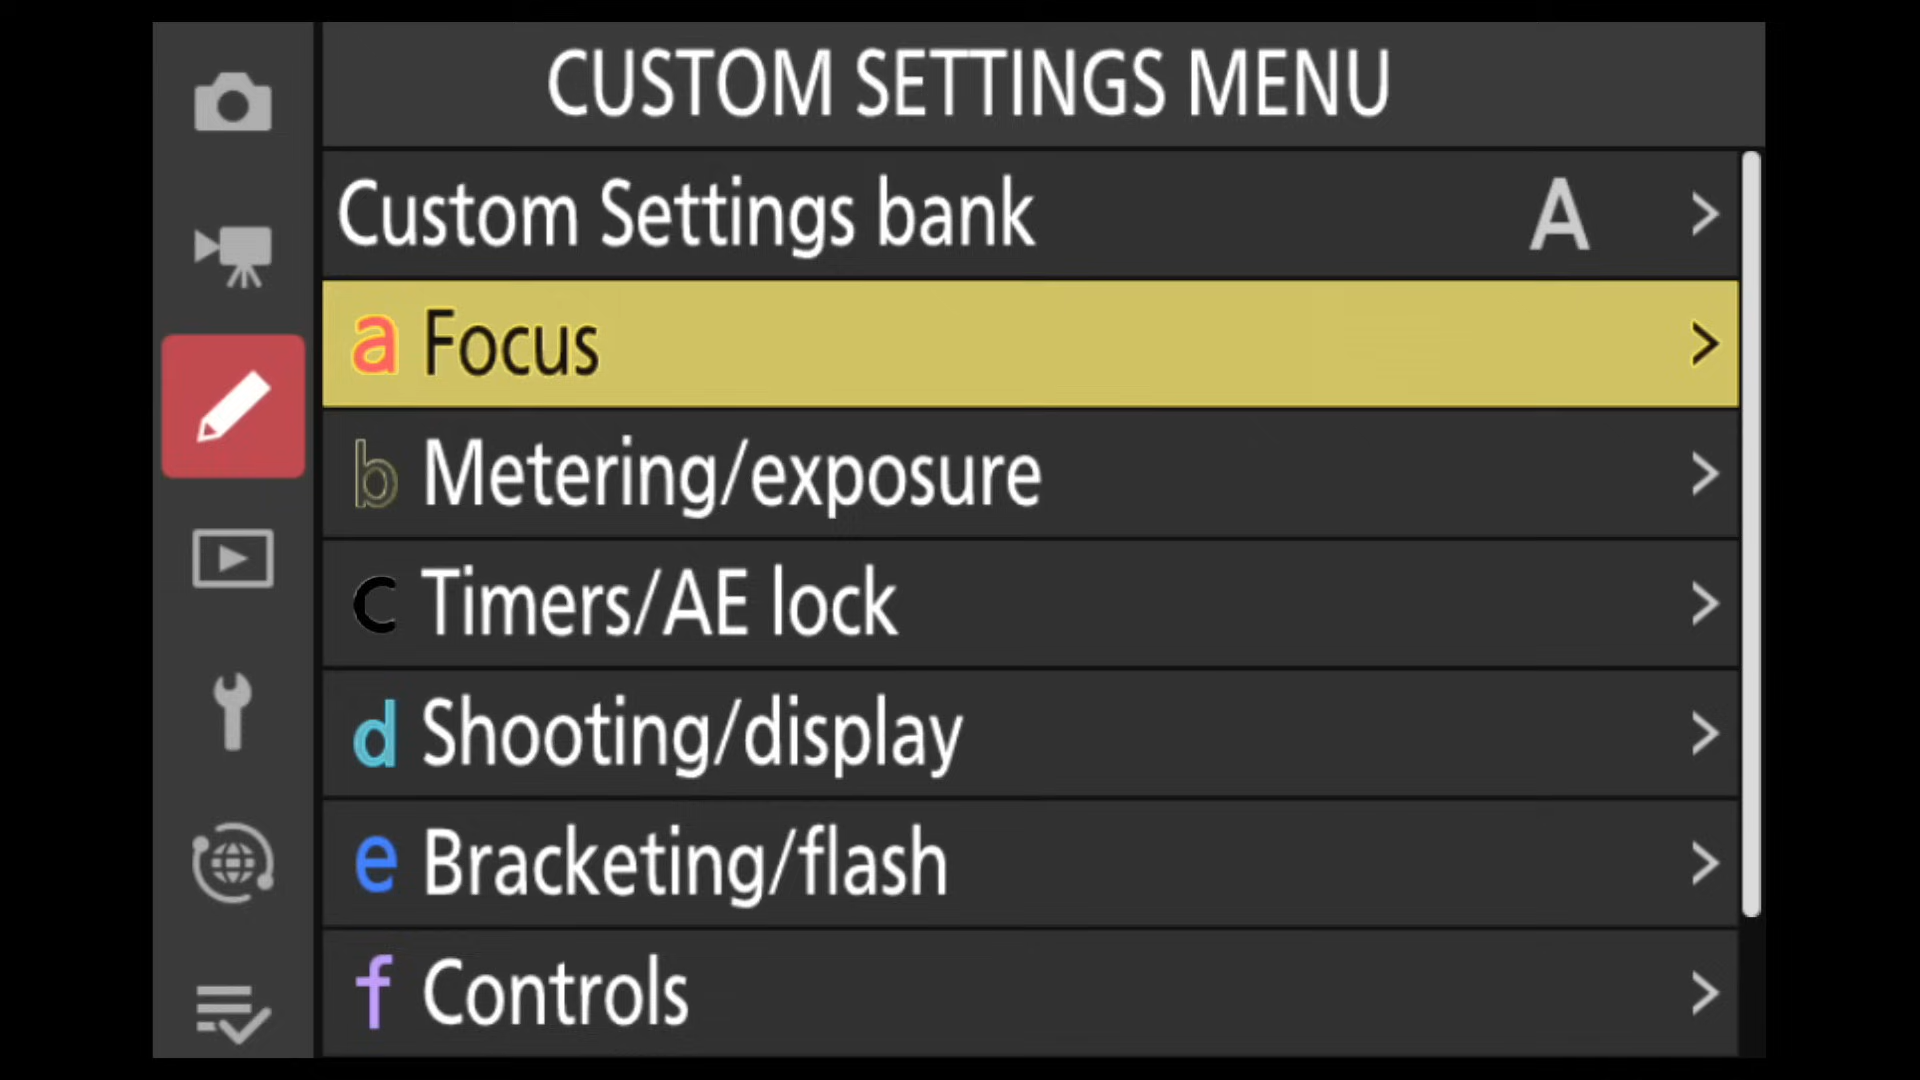 CUSTOM SETTINGS MENU
Custom Settings bank A >
a Focus >
b Metering/exposure >
c Timers/AE lock >
d Shooting/display >
e Bracketing/flash >
f Controls >